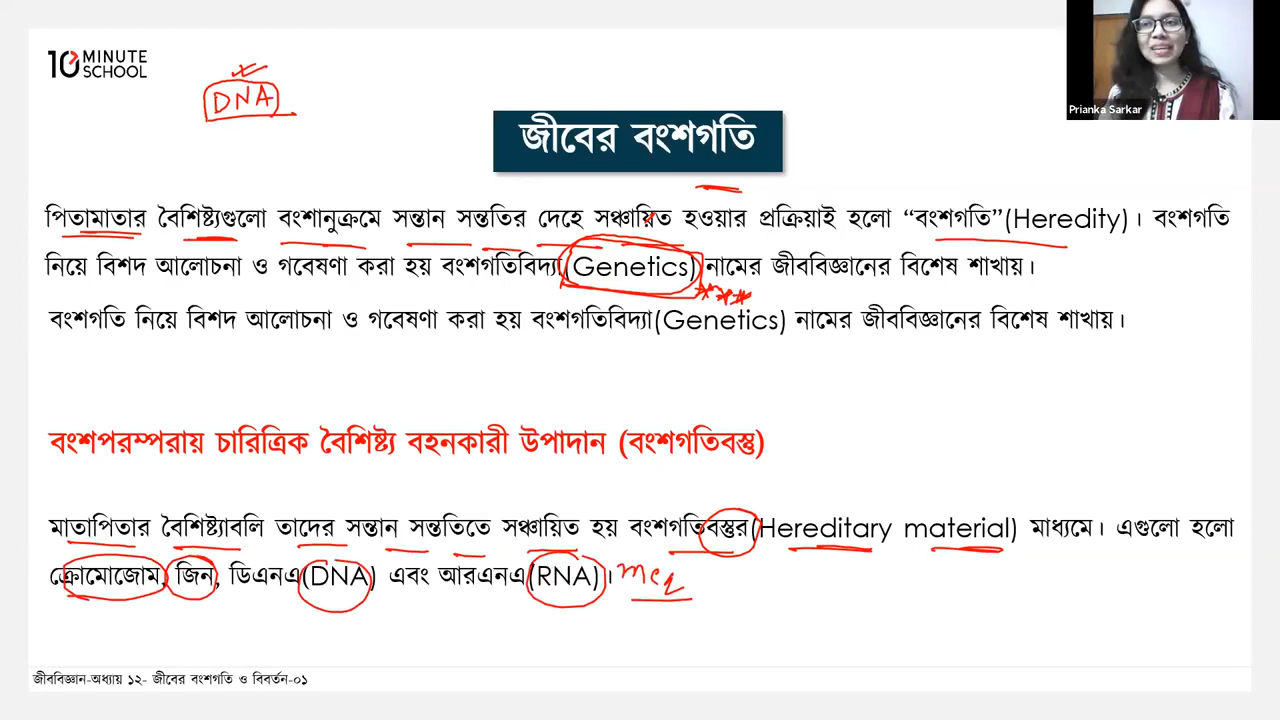 10 MINUTE
SCHOOL
DNA
Prianka Sarkar
জীবের বংশগতি
পিতামাতার বৈশিষ্ট্যগুলো বংশানুক্রমে সন্তান সন্ততির দেহে সঞ্চায়িত হওয়ার প্রক্রিয়াই হলো “বংশগতি”(Heredity)। বংশগতি
নিয়ে বিশদ আলোচনা ও গবেষণা করা হয় বংশগতিবিদ্যা(Genetics) নামের জীববিজ্ঞানের বিশেষ শাখায়।
বংশগতি নিয়ে বিশদ আলোচনা ও গবেষণা করা হয় বংশগতিবিদ্যা(Genetics) নামের জীববিজ্ঞানের বিশেষ শাখায়।
বংশপরম্পরায় চারিত্রিক বৈশিষ্ট্য বহনকারী উপাদান (বংশগতিবস্তু)
মাতাপিতার বৈশিষ্ট্যাবলি তাদের সন্তান সন্ততিতে সঞ্চায়িত হয় বংশগতিবস্তুর(Hereditary material) মাধ্যমে। এগুলো হলো
ক্রোমোজোম, জিন, ডিএনএ(DNA) এবং আরএনএ(RNA)। mcq
জীববিজ্ঞান-অধ্যায় ১২- জীবের বংশগতি ও বিবর্তন-০১